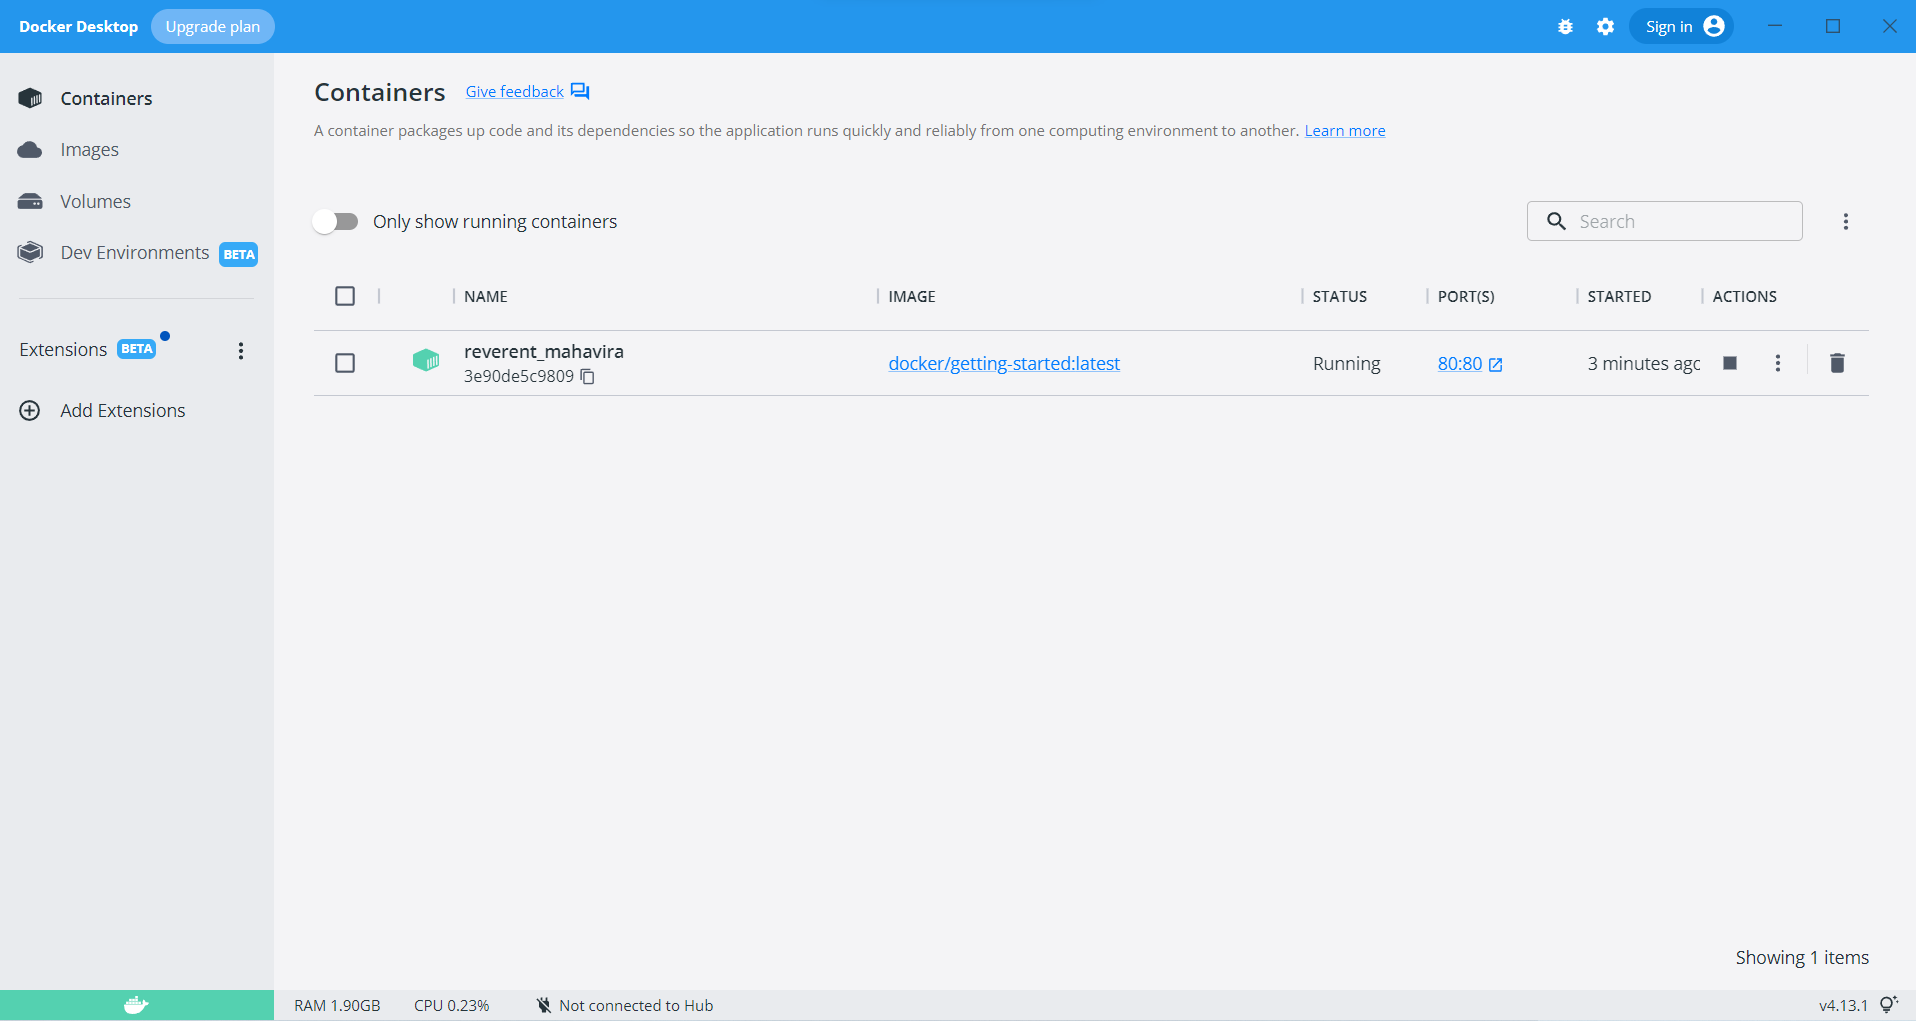 Docker Desktop Upgrade plan Sign in
Containers
Images
Volumes
Dev Environments BETA
Extensions BETA
Add Extensions
Containers Give feedback
A container packages up code and its dependencies so the application runs quickly and reliably from one computing environment to another. Learn more
Only show running containers Search
NAME IMAGE STATUS PORT(S) STARTED ACTIONS
reverent_mahavira
3e90de5c9809
docker/getting-started:latest Running 80:80 3 minutes agc
Showing 1 items
RAM 1.90GB CPU 0.23% Not connected to Hub v4.13.1